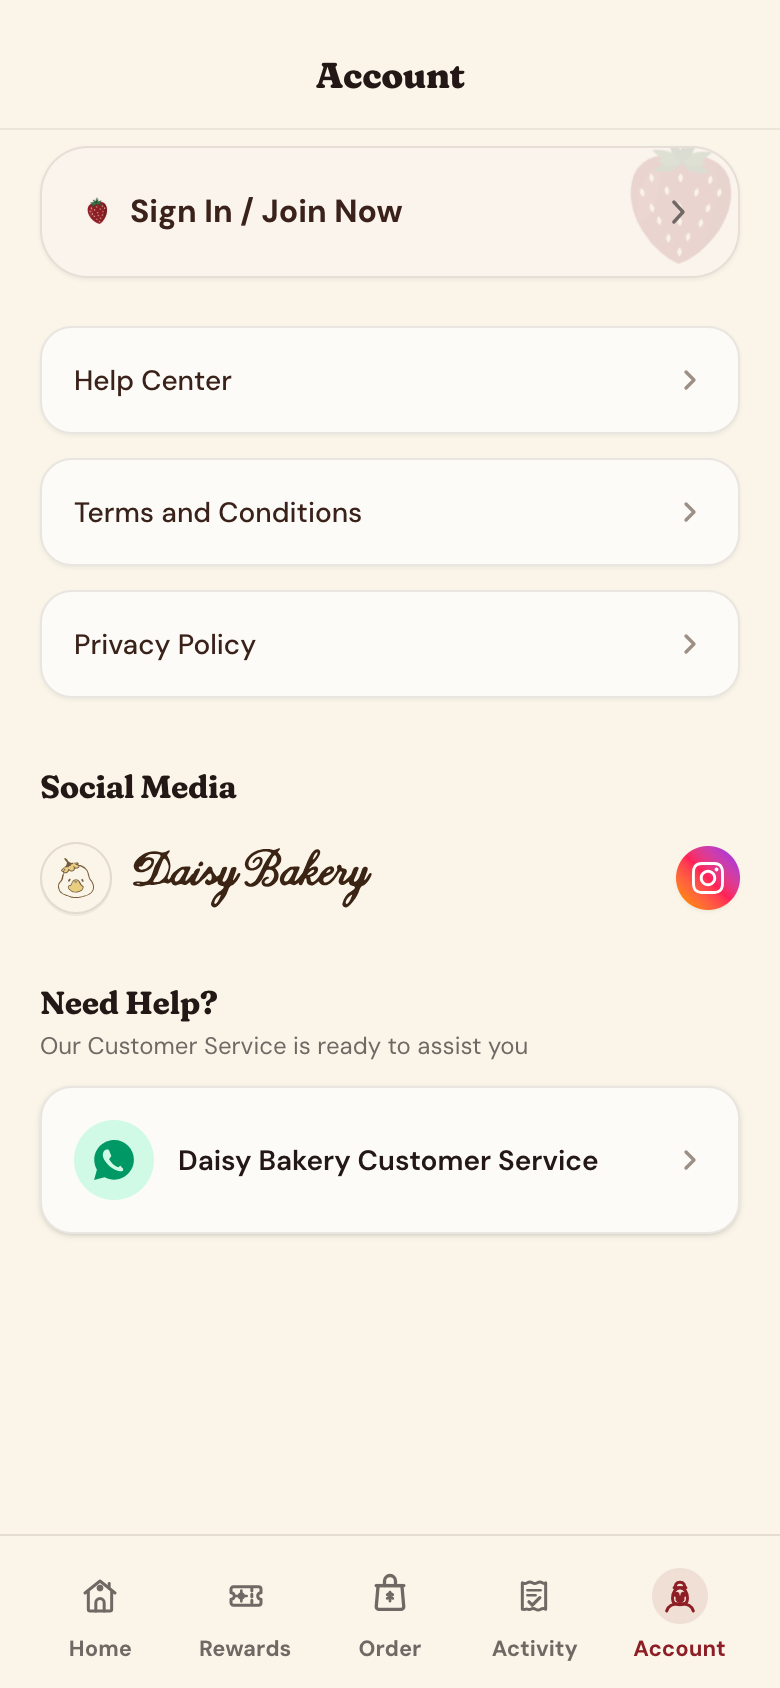 Account
Sign In / Join Now
Help Center
Terms and Conditions
Privacy Policy
Social Media
Daisy Bakery
Need Help?
Our Customer Service is ready to assist you
Daisy Bakery Customer Service
Home
Rewards
Order
Activity
Account